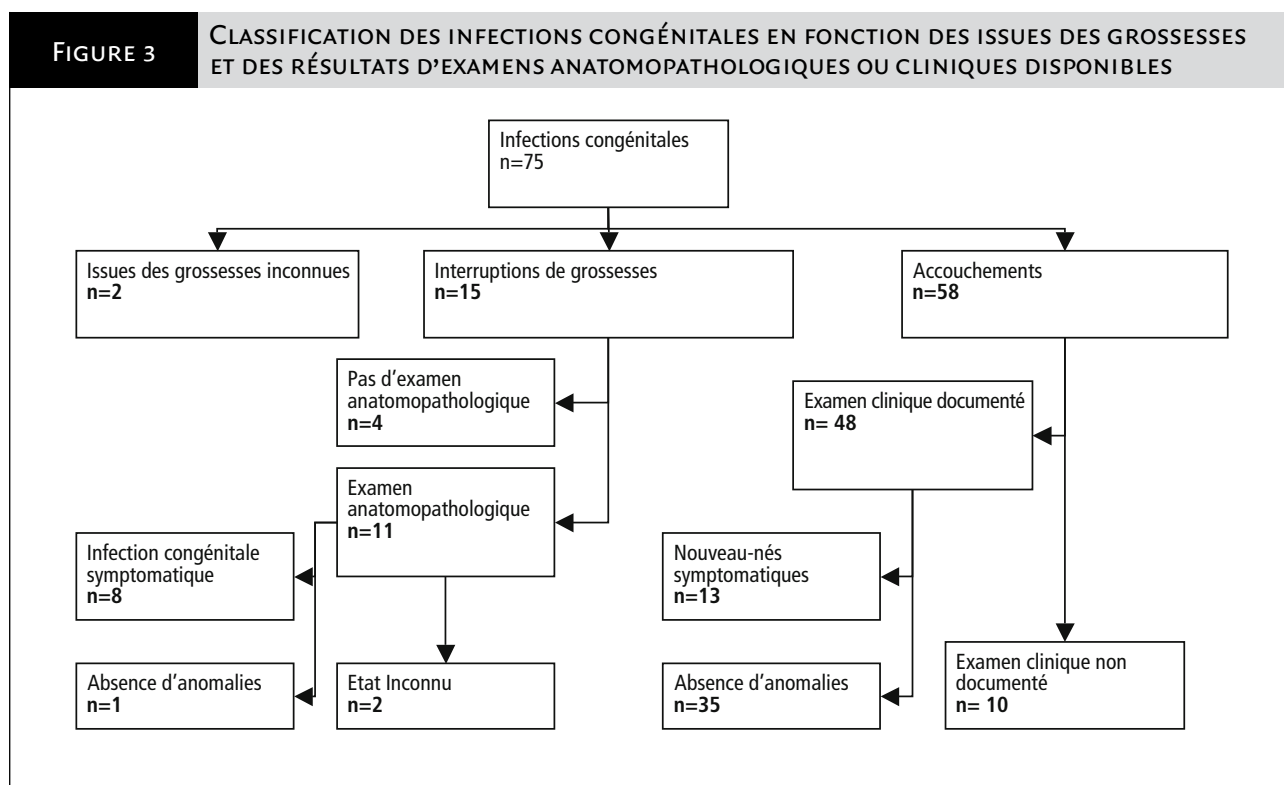 FIGURE 3
CLASSIFICATION DES INFECTIONS CONGÉNITALES EN FONCTION DES ISSUES DES GROSSESSES
ET DES RÉSULTATS D'EXAMENS ANATOMOPATHOLOGIQUES OU CLINIQUES DISPONIBLES
Infections congénitales
n=75
Issues des grossesses inconnues
n=2
Interruptions de grossesses
n=15
Accouchements
n=58
Pas d'examen
anatomopathologique
n=4
Examen clinique documenté
n= 48
Examen
anatomopathologique
n=11
Infection congénitale
symptomatique
n=8
Nouveau-nés
symptomatiques
n=13
Absence d'anomalies
n=1
Etat Inconnu
n=2
Absence d'anomalies
n=35
Examen clinique non
documenté
n= 10